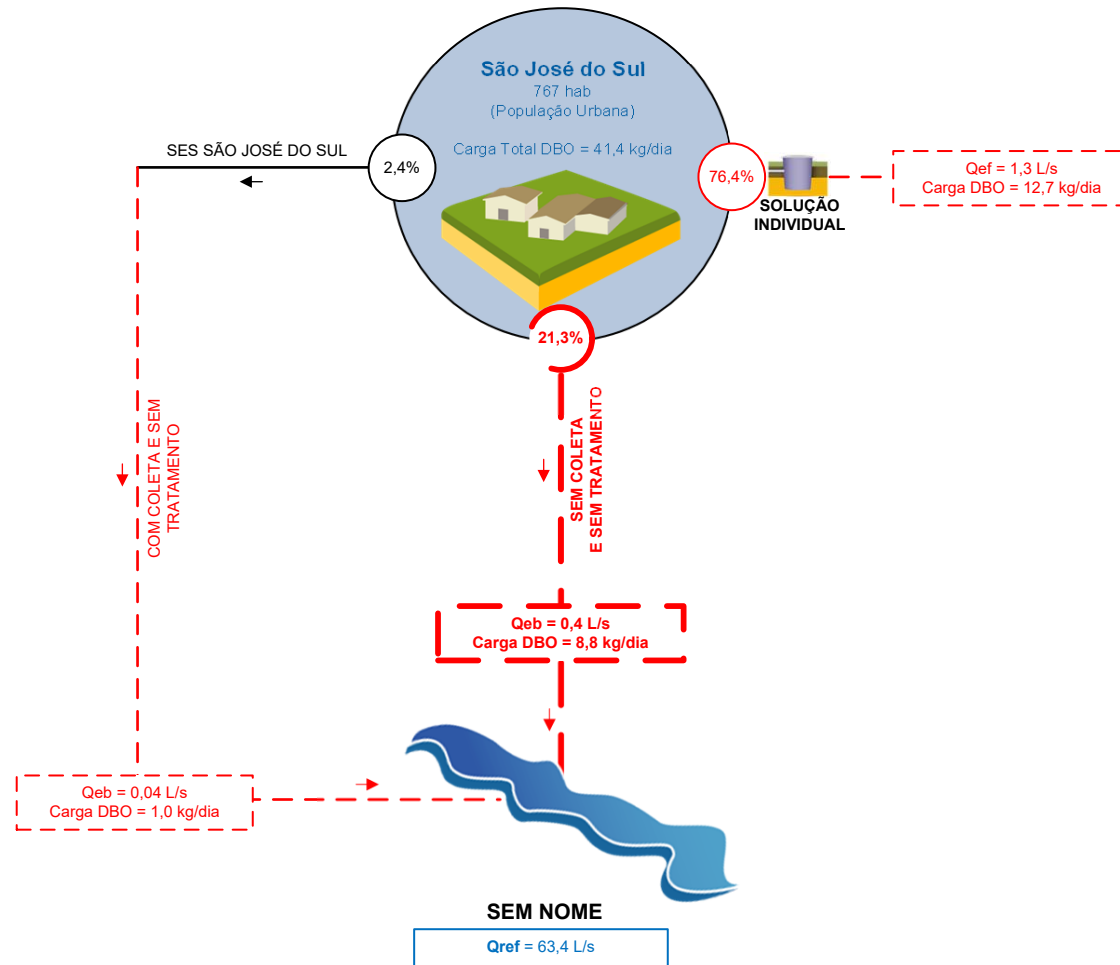 São José do Sul
767 hab
(População Urbana)
Carga Total DBO = 41,4 kg/dia
SES SÃO JOSÉ DO SUL
2,4%
76,4%
SOLUÇÃO
INDIVIDUAL
Qef = 1,3 L/s
Carga DBO = 12,7 kg/dia
21,3%
COM COLETA E SEM
TRATAMENTO
SEM COLETA
E SEM TRATAMENTO
Qeb = 0,4 L/s
Carga DBO = 8,8 kg/dia
Qeb = 0,04 L/s
Carga DBO = 1,0 kg/dia
SEM NOME
Qref = 63,4 L/s